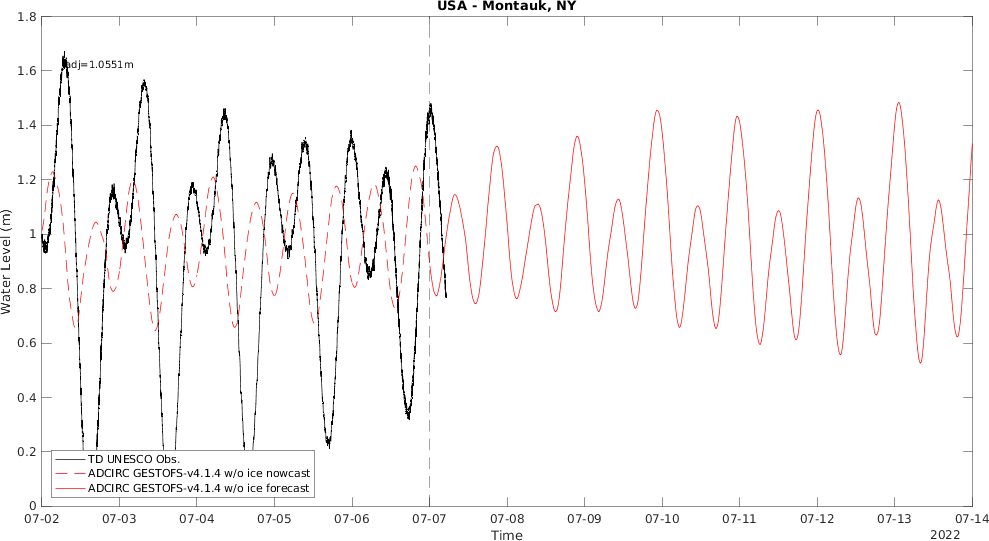 USA - Montauk, NY
1.8
1.6
1.4
1.2
1
0.8
0.6
0.4
0.2
0
Water Level (m)
adj=1.0551m
TD UNESCO Obs.
ADCIRC GESTOFS-v4.1.4 w/o ice nowcast
ADCIRC GESTOFS-v4.1.4 w/o ice forecast
07-02 07-03 07-04 07-05 07-06 07-07 07-08 07-09 07-10 07-11 07-12 07-13 07-14
Time
2022